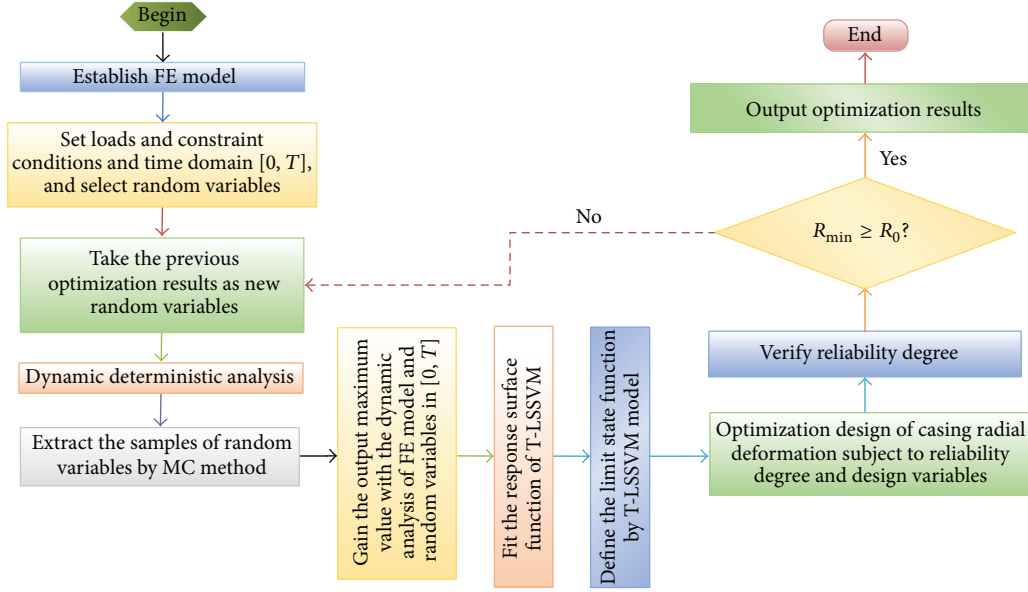 Begin
Establish FE model
Set loads and constraint
conditions and time domain [0, T],
and select random variables
Take the previous
optimization results as new
random variables
Dynamic deterministic analysis
Extract the samples of random
variables by MC method
Gain the output maximum
value with the dynamic
analysis of FE model and
random variables in [0, T]
Fit the response surface
function of T-LSSVM
Define the limit state function
by T-LSSVM model
Optimization design of casing radial
deformation subject to reliability
degree and design variables
Verify reliability degree
R_min ≥ R_0?
No
Yes
Output optimization results
End